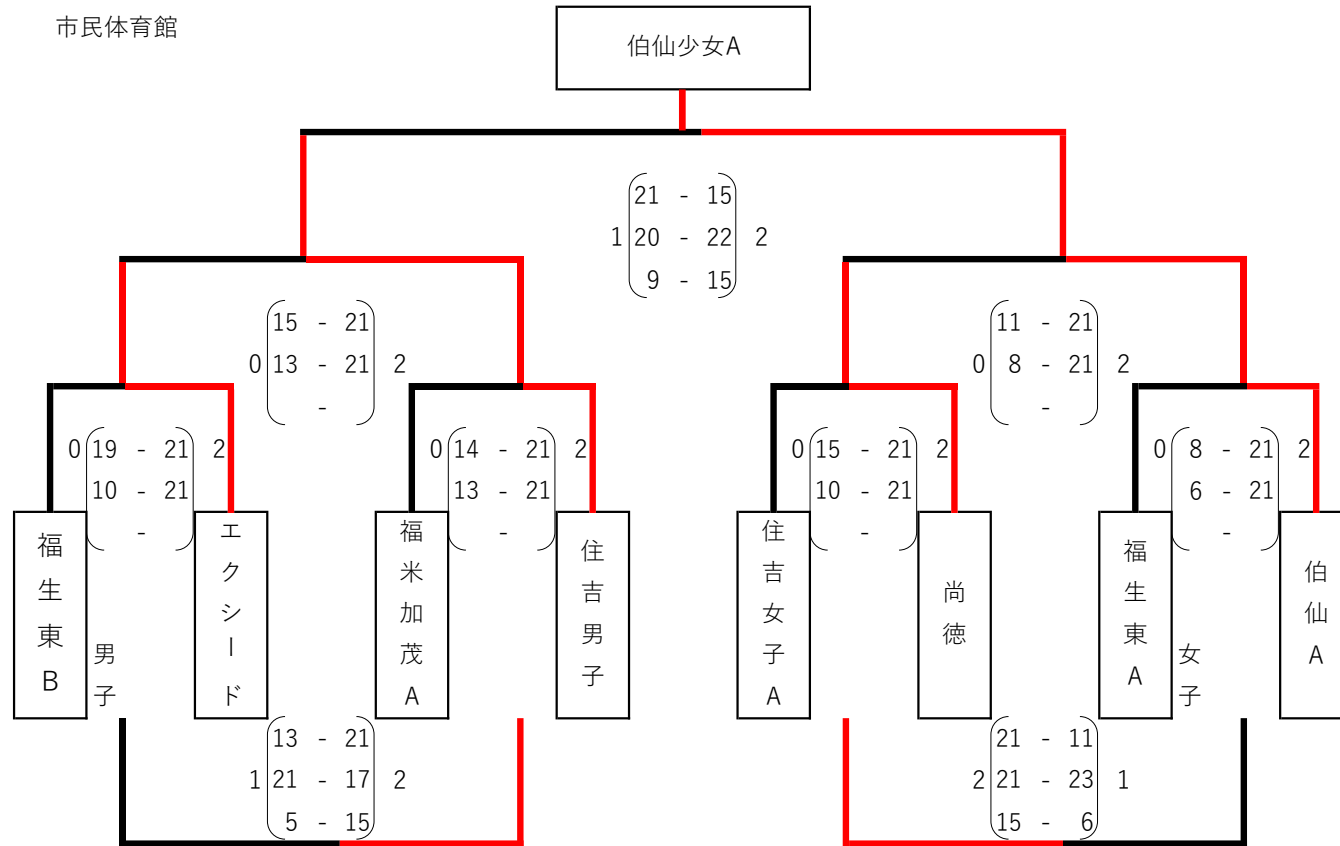 市民体育館
伯仙少女A
21 - 15
1 20 - 22 2
9 - 15
15 - 21
0 13 - 21 2
-
11 - 21
0 8 - 21 2
-
0 19 - 21 2
10 - 21
-
0 14 - 21 2
13 - 21
-
0 15 - 21 2
10 - 21
-
0 8 - 21 2
6 - 21
-
福生東B
男子
エクシード
福米加茂A
住吉男子
住吉女子A
尚徳
福生東A
女子
伯仙A
13 - 21
1 21 - 17 2
5 - 15
21 - 11
2 21 - 23 1
15 - 6